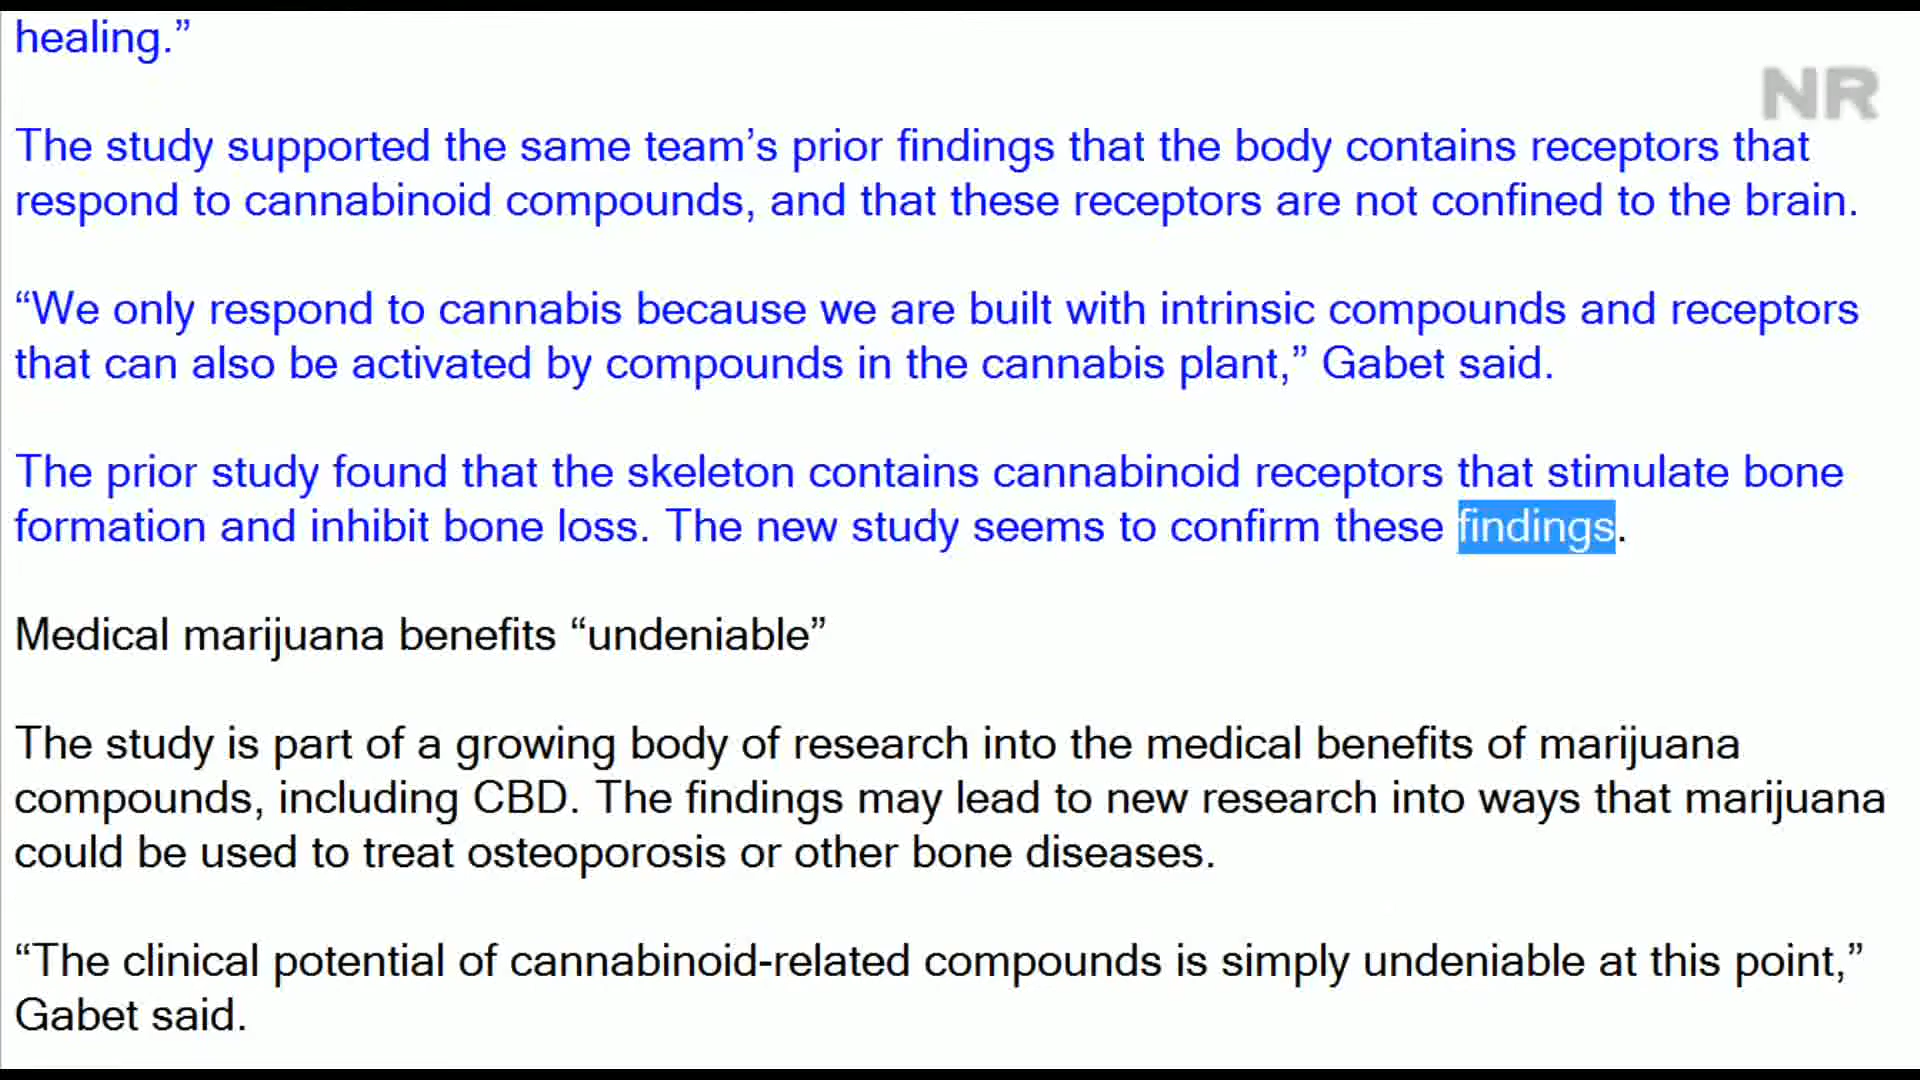 healing.”
NR
The study supported the same team’s prior findings that the body contains receptors that
respond to cannabinoid compounds, and that these receptors are not confined to the brain.
“We only respond to cannabis because we are built with intrinsic compounds and receptors
that can also be activated by compounds in the cannabis plant,” Gabet said.
The prior study found that the skeleton contains cannabinoid receptors that stimulate bone
formation and inhibit bone loss. The new study seems to confirm these findings.
Medical marijuana benefits “undeniable”
The study is part of a growing body of research into the medical benefits of marijuana
compounds, including CBD. The findings may lead to new research into ways that marijuana
could be used to treat osteoporosis or other bone diseases.
“The clinical potential of cannabinoid-related compounds is simply undeniable at this point,”
Gabet said.